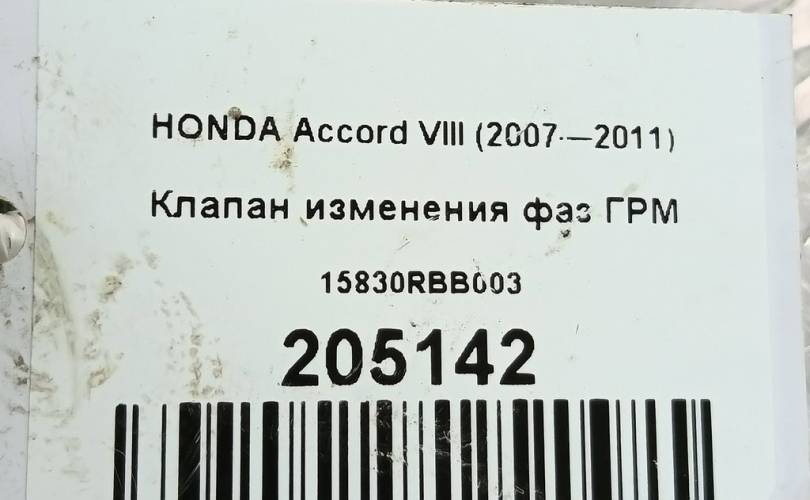 HONDA Accord VIII (2007—2011)
Клапан изменения фаз ГРМ
15830RBB003
205142